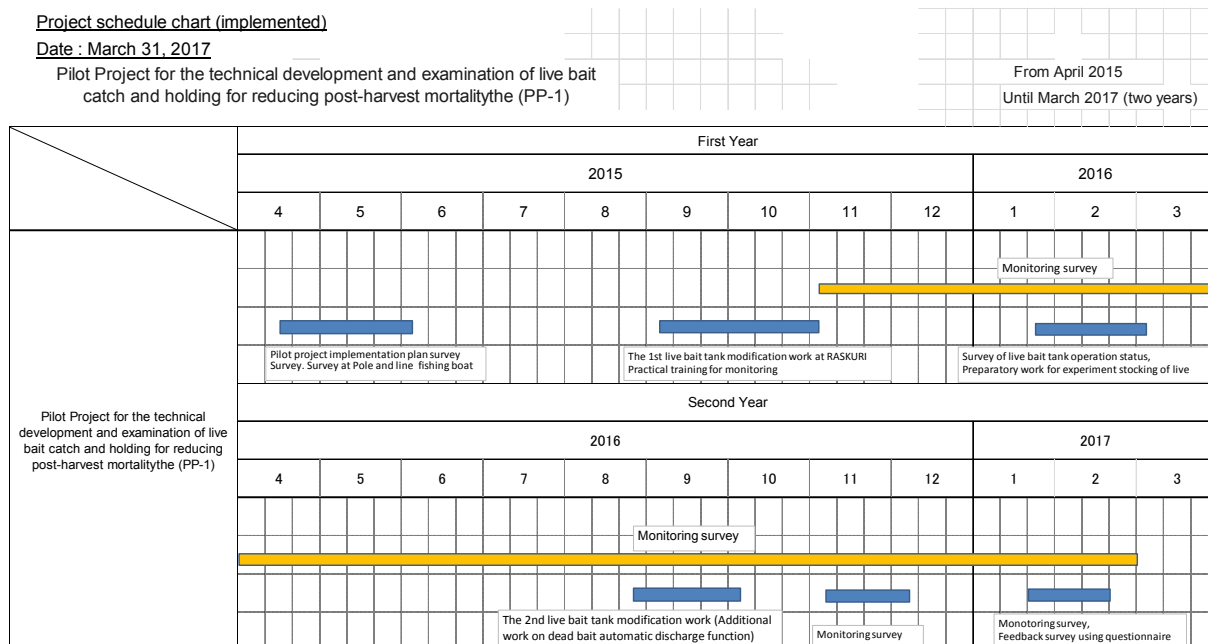 Project schedule chart (implemented)
Date : March 31, 2017
Pilot Project for the technical development and examination of live bait
catch and holding for reducing post-harvest mortalitythe (PP-1)
From April 2015
Until March 2017 (two years)
First Year
2015
2016
4 5 6 7 8 9 10 11 12 1 2 3
Monitoring survey
Pilot project implementation plan survey
Survey. Survey at Pole and line fishing boat
The 1st live bait tank modification work at RASKURI
Practical training for monitoring
Survey of live bait tank operation status,
Preparatory work for experiment stocking of live
Pilot Project for the technical
development and examination of live
bait catch and holding for reducing
post-harvest mortalitythe (PP-1)
Second Year
2016
2017
4 5 6 7 8 9 10 11 12 1 2 3
Monitoring survey
The 2nd live bait tank modification work (Additional
work on dead bait automatic discharge function)
Monitoring survey
Monotoring survey,
Feedback survey using questionnaire